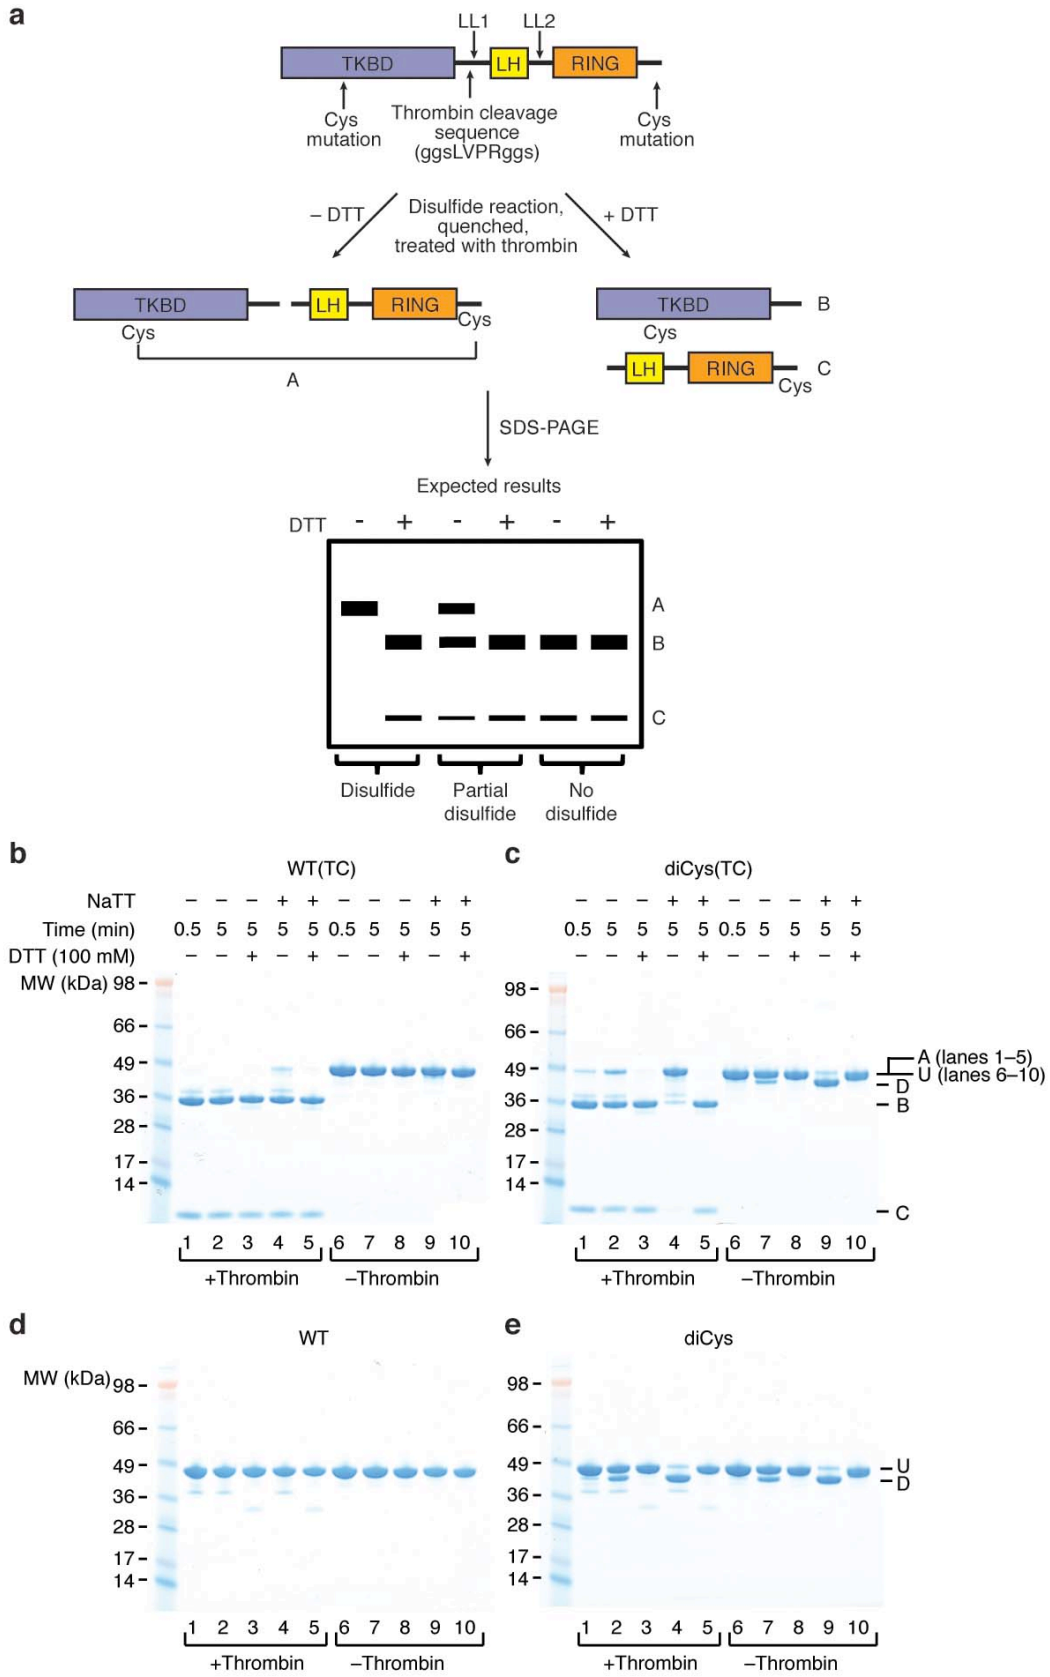 a
LL1 LL2
TKBD LH RING
Cys
mutation
Thrombin cleavage
sequence
(ggsLVPRggs)
Cys
mutation
– DTT
Disulfide reaction,
quenched,
treated with thrombin
+ DTT
TKBD LH RING
Cys Cys
A
TKBD B
Cys
LH RING C
Cys
SDS-PAGE
Expected results
DTT - + - + - +
A
B
C
Disulfide
Partial
disulfide
No
disulfide
b
WT(TC)
NaTT – – – + + – – – + +
Time (min) 0.5 5 5 5 5 0.5 5 5 5 5
DTT (100 mM) – – + – + – – + – +
MW (kDa) 98
66
49
36
28
17
14
1 2 3 4 5 6 7 8 9 10
+Thrombin –Thrombin
c
diCys(TC)
– – – + + – – – + +
0.5 5 5 5 5 0.5 5 5 5 5
– – + – + – – + – +
98
66
49
36
28
17
14
A (lanes 1–5)
U (lanes 6–10)
D
B
C
1 2 3 4 5 6 7 8 9 10
+Thrombin –Thrombin
d
WT
MW (kDa) 98
66
49
36
28
17
14
1 2 3 4 5 6 7 8 9 10
+Thrombin –Thrombin
e
diCys
98
66
49
36
28
17
14
U
D
1 2 3 4 5 6 7 8 9 10
+Thrombin –Thrombin